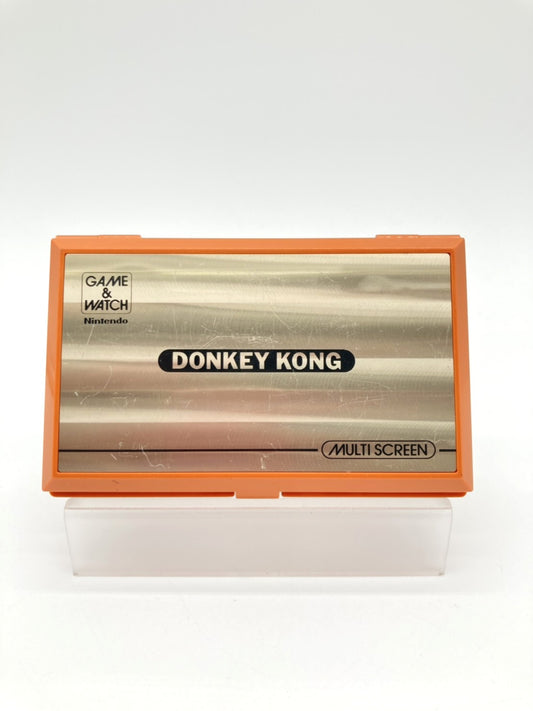 GAME
&
WATCH
Nintendo
DONKEY KONG
MULTI SCREEN